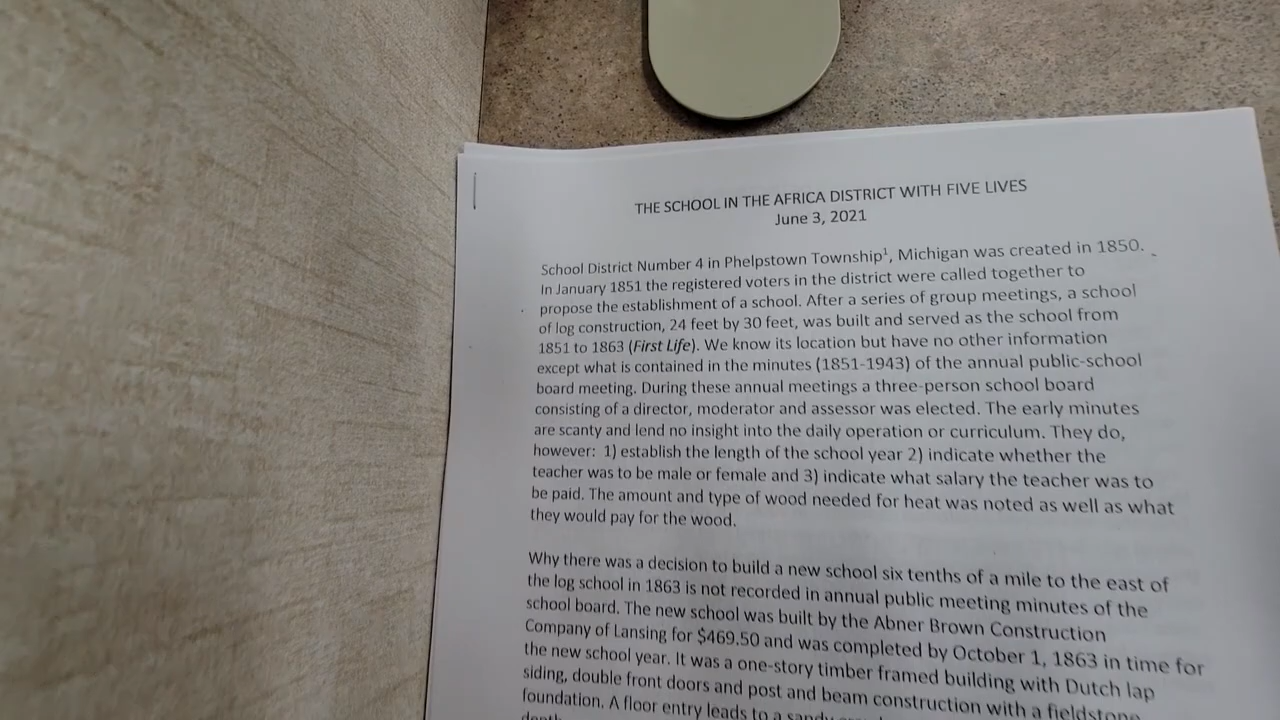 THE SCHOOL IN THE AFRICA DISTRICT WITH FIVE LIVES
June 3, 2021
School District Number 4 in Phelpstown Township¹, Michigan was created in 1850.
In January 1851 the registered voters in the district were called together to
propose the establishment of a school. After a series of group meetings, a school
of log construction, 24 feet by 30 feet, was built and served as the school from
1851 to 1863 (First Life). We know its location but have no other information
except what is contained in the minutes (1851-1943) of the annual public-school
board meeting. During these annual meetings a three-person school board
consisting of a director, moderator and assessor was elected. The early minutes
are scanty and lend no insight into the daily operation or curriculum. They do,
however: 1) establish the length of the school year 2) indicate whether the
teacher was to be male or female and 3) indicate what salary the teacher was to
be paid. The amount and type of wood needed for heat was noted as well as what
they would pay for the wood.
Why there was a decision to build a new school six tenths of a mile to the east of
the log school in 1863 is not recorded in annual public meeting minutes of the
school board. The new school was built by the Abner Brown Construction
Company of Lansing for $469.50 and was completed by October 1, 1863 in time for
the new school year. It was a one-story timber framed building with Dutch lap
siding, double front doors and post and beam construction with a fieldstone
foundation. A floor entry leads to a sandy